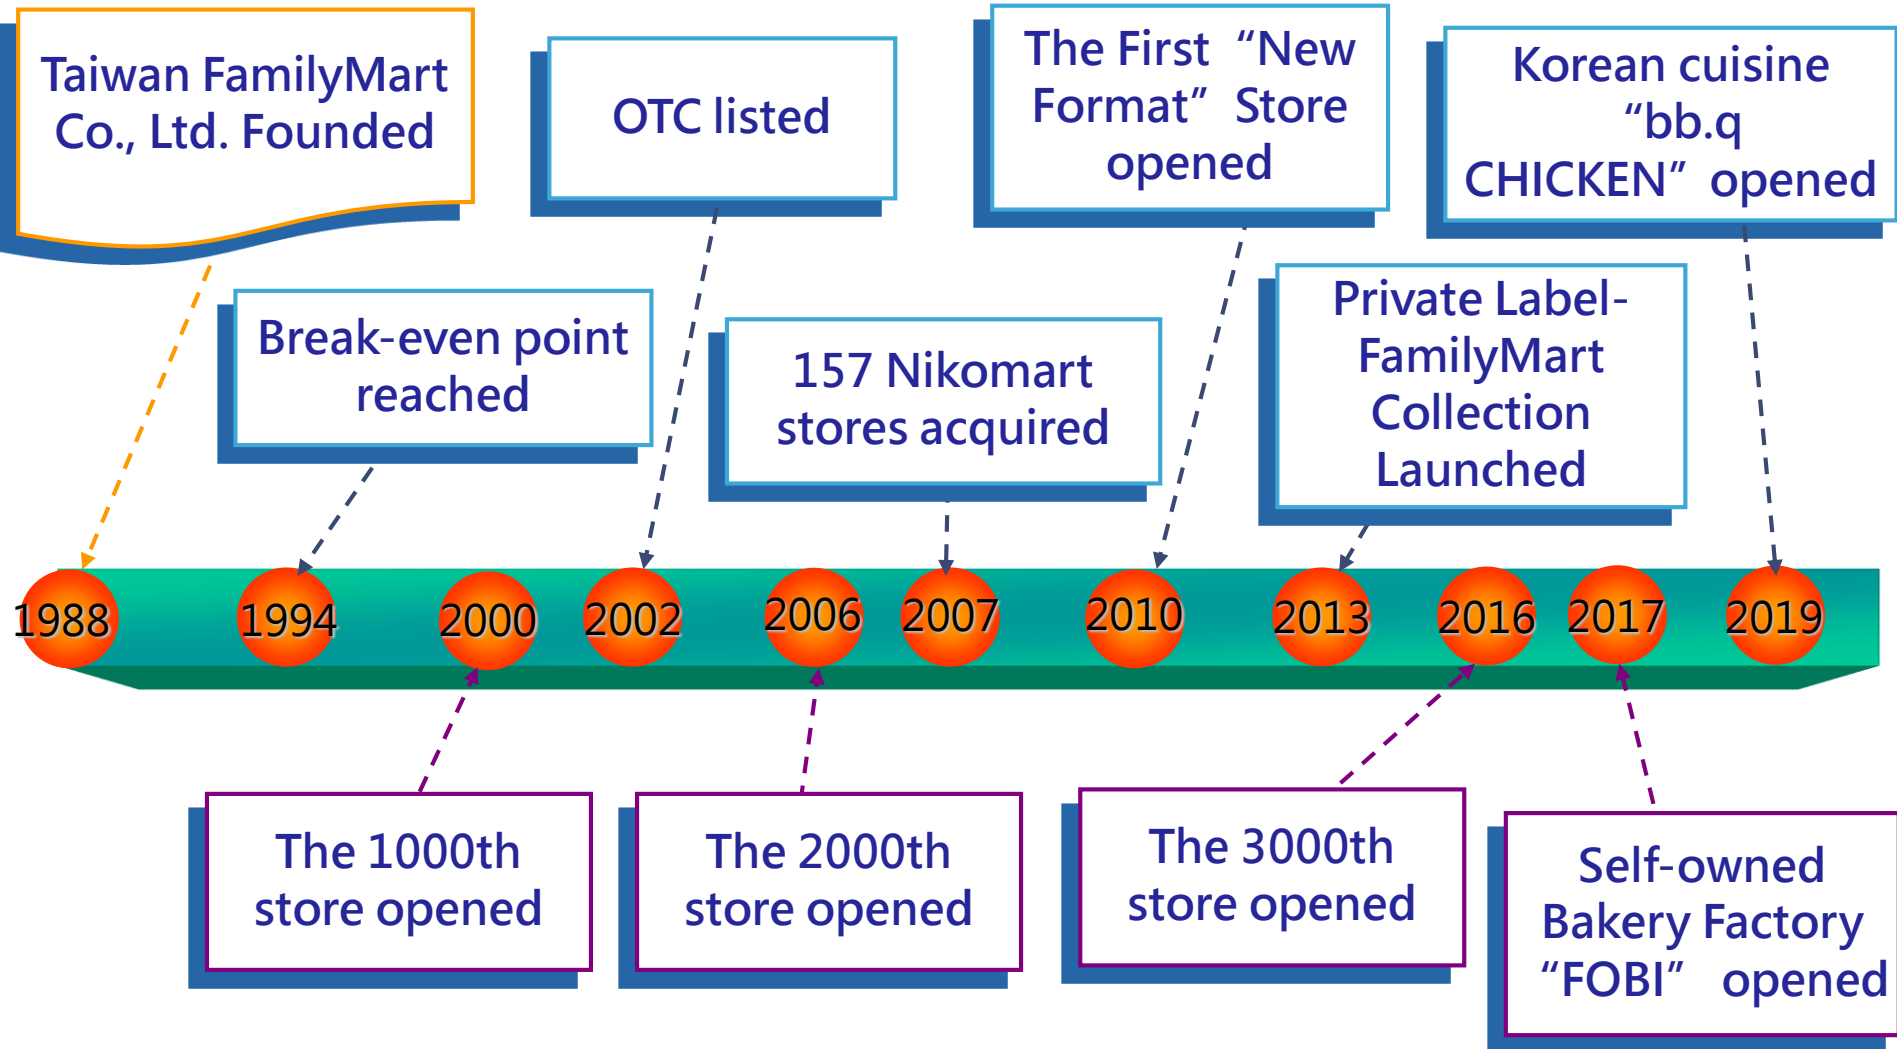 Taiwan FamilyMart
Co., Ltd. Founded
OTC listed
The First “New
Format” Store
opened
Korean cuisine
“bb.q
CHICKEN” opened
Break-even point
reached
157 Nikomart
stores acquired
Private Label-
FamilyMart
Collection
Launched
1988
1994
2000
2002
2006
2007
2010
2013
2016
2017
2019
The 1000th
store opened
The 2000th
store opened
The 3000th
store opened
Self-owned
Bakery Factory
“FOBI” opened